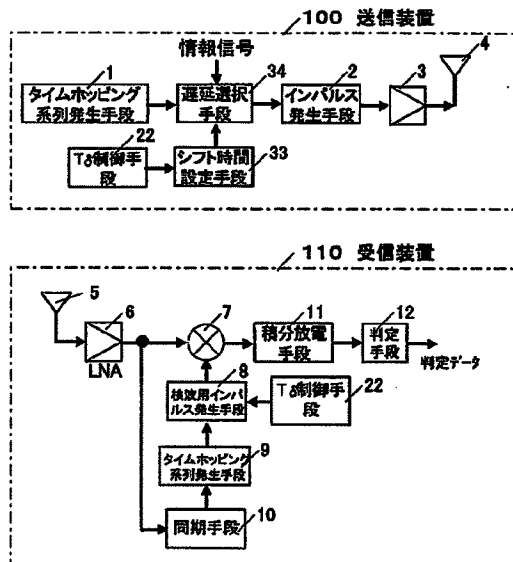 100 送信装置
4
情報信号
1
34
2
3
タイムホッピング
系列発生手段
遅延選択
手段
インパルス
発生手段
22
Tδ制御手
段
シフト時間
設定手段
33
110 受信装置
5
6
7
11
12
積分放電
手段
判定
手段
LNA
判定データ
8
検波用インパ
ルス発生手段
Tδ制御手
段
22
9
タイムホッピング
系列発生手段
同期手段
10